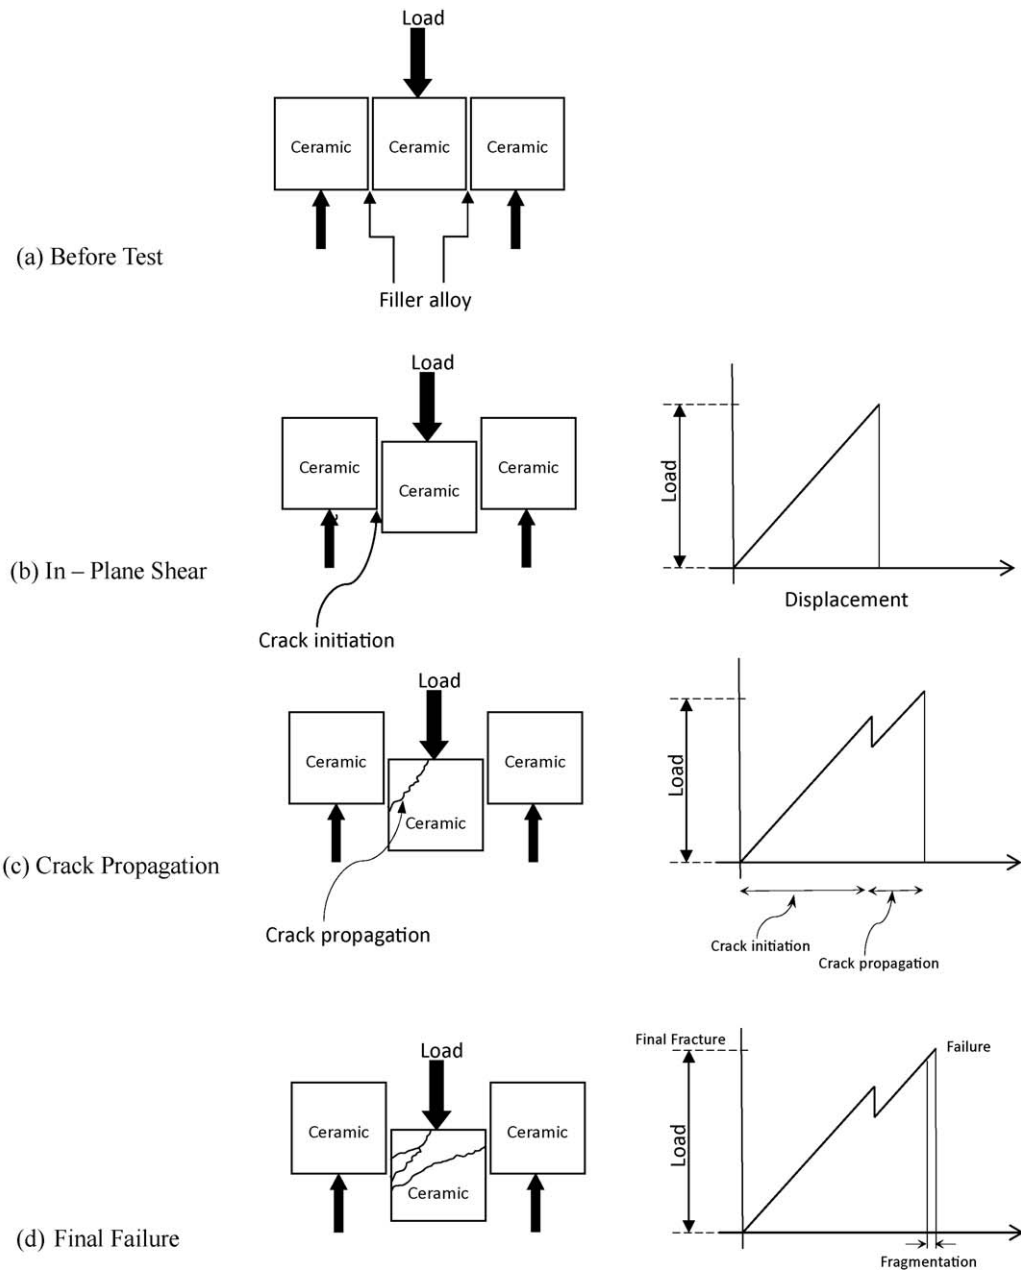 Load
Ceramic
Ceramic
Ceramic
(a) Before Test
Filler alloy
Load
Ceramic
Ceramic
Ceramic
Load
(b) In – Plane Shear
Displacement
Crack initiation
Load
Ceramic
Ceramic
Ceramic
Load
(c) Crack Propagation
Crack propagation
Crack initiation
Crack propagation
Final Fracture
Failure
Load
Ceramic
Ceramic
Ceramic
Load
(d) Final Failure
Fragmentation